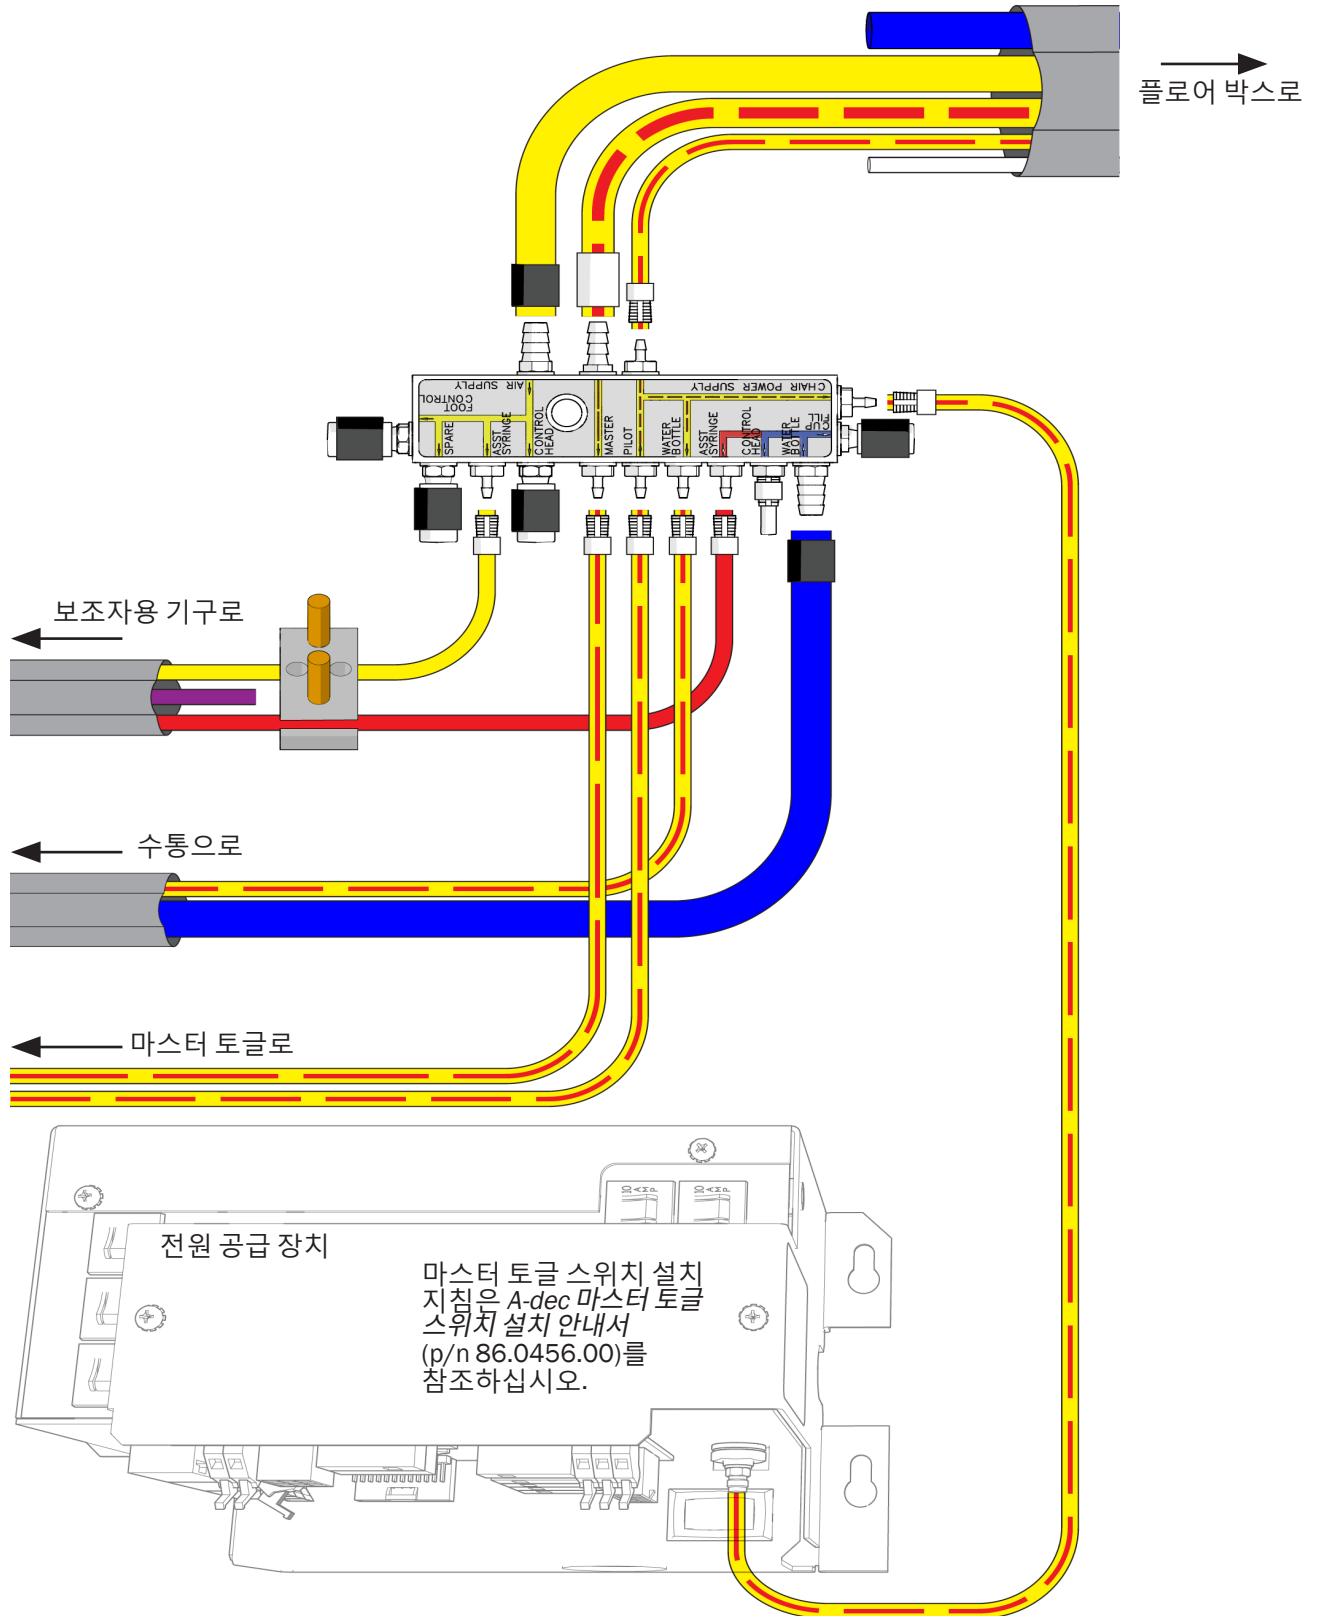 플로어 박스로
AIR SUPPLY
CHAIR POWER SUPPLY
FOOT
CONTROL
CUP
FILL
SPARE
ASST
SYRINGE
CONTROL
HEAD
MASTER
PILOT
WATER
BOTTLE
ASST
SYRINGE
CONTROL
HEAD
WATER
BOTTLE
보조자용 기구로
수통으로
마스터 토글로
10
AMP
10
AMP
전원 공급 장치
마스터 토글 스위치 설치
지침은 A-dec 마스터 토글
스위치 설치 안내서
(p/n 86.0456.00)를
참조하십시오.